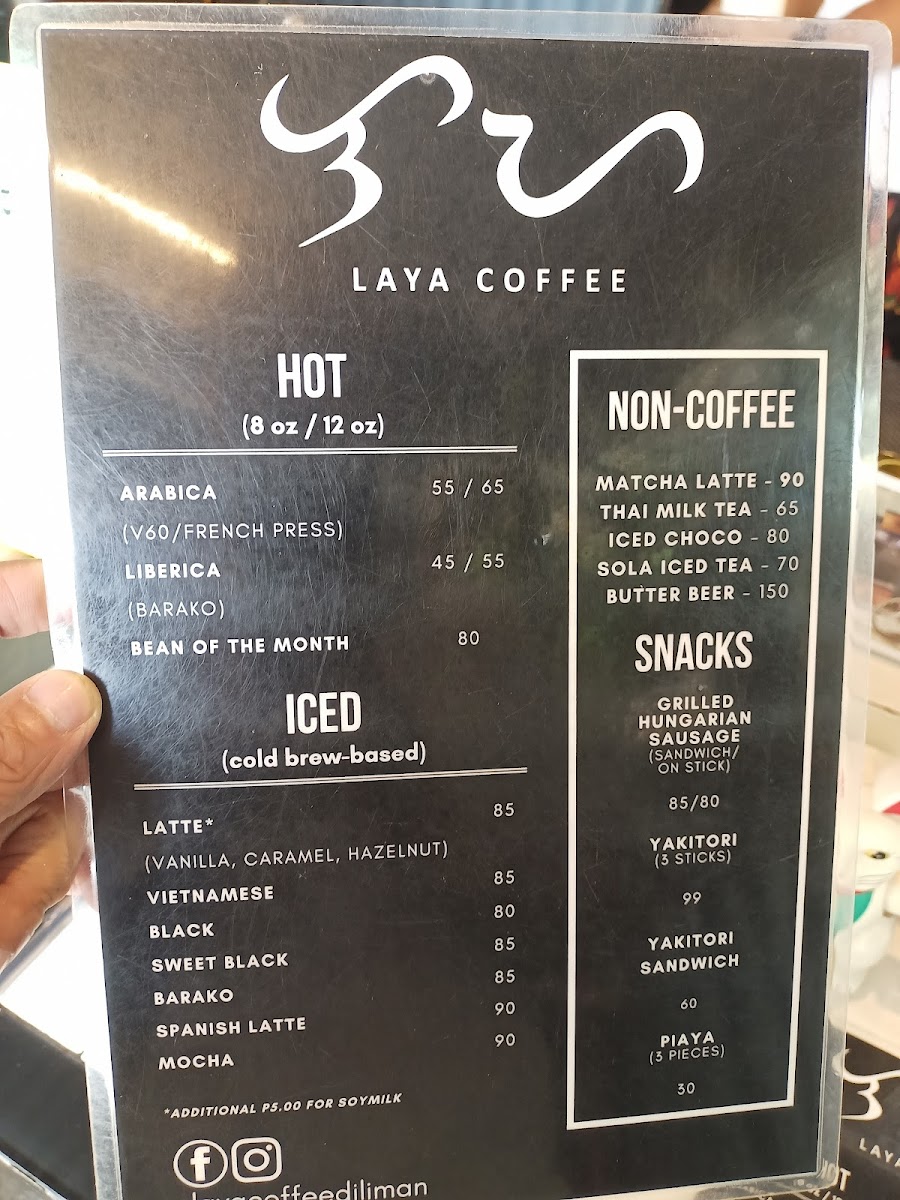 ᜎᜌ
LAYA COFFEE
HOT
(8 oz / 12 oz)
ARABICA 55 / 65
(V60/FRENCH PRESS)
LIBERICA 45 / 55
(BARAKO)
BEAN OF THE MONTH 80
ICED
(cold brew-based)
LATTE* 85
(VANILLA, CARAMEL, HAZELNUT)
VIETNAMESE 85
BLACK 80
SWEET BLACK 85
BARAKO 85
SPANISH LATTE 90
MOCHA 90
*ADDITIONAL P5.00 FOR SOYMILK
layacoffeediliman
NON-COFFEE
MATCHA LATTE - 90
THAI MILK TEA - 65
ICED CHOCO - 80
SOLA ICED TEA - 70
BUTTER BEER - 150
SNACKS
GRILLED
HUNGARIAN
SAUSAGE
(SANDWICH/
ON STICK)
85/80
YAKITORI
(3 STICKS)
99
YAKITORI
SANDWICH
60
PIAYA
(3 PIECES)
30
HOT